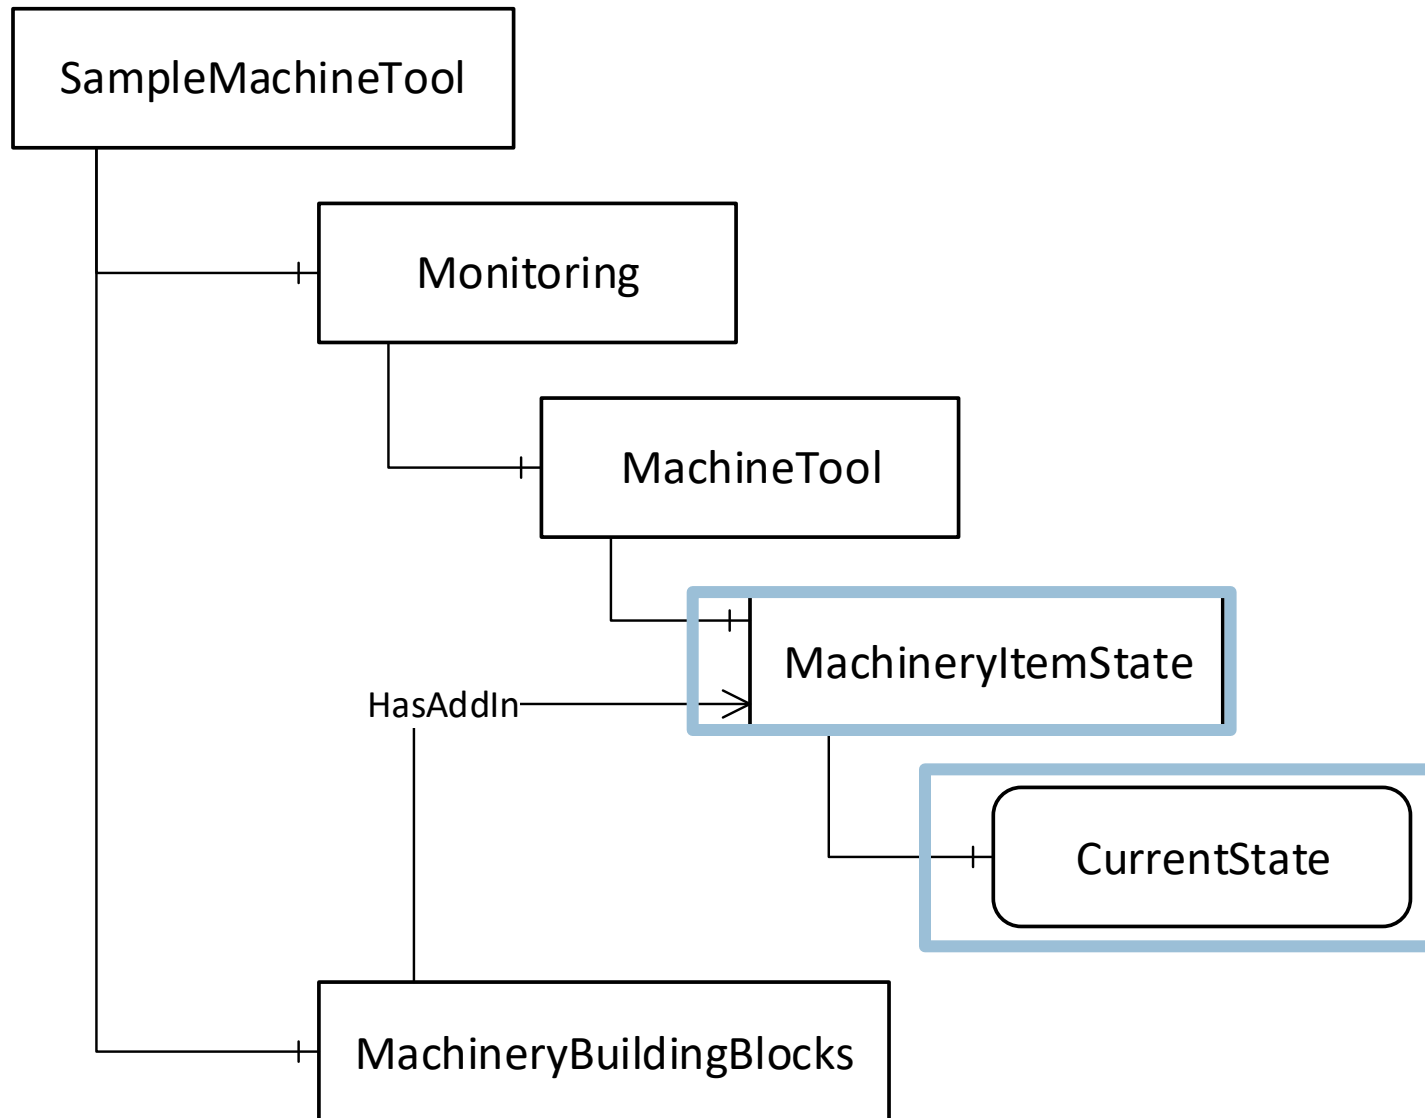 SampleMachineTool
Monitoring
MachineTool
MachineryItemState
HasAddIn
CurrentState
MachineryBuildingBlocks